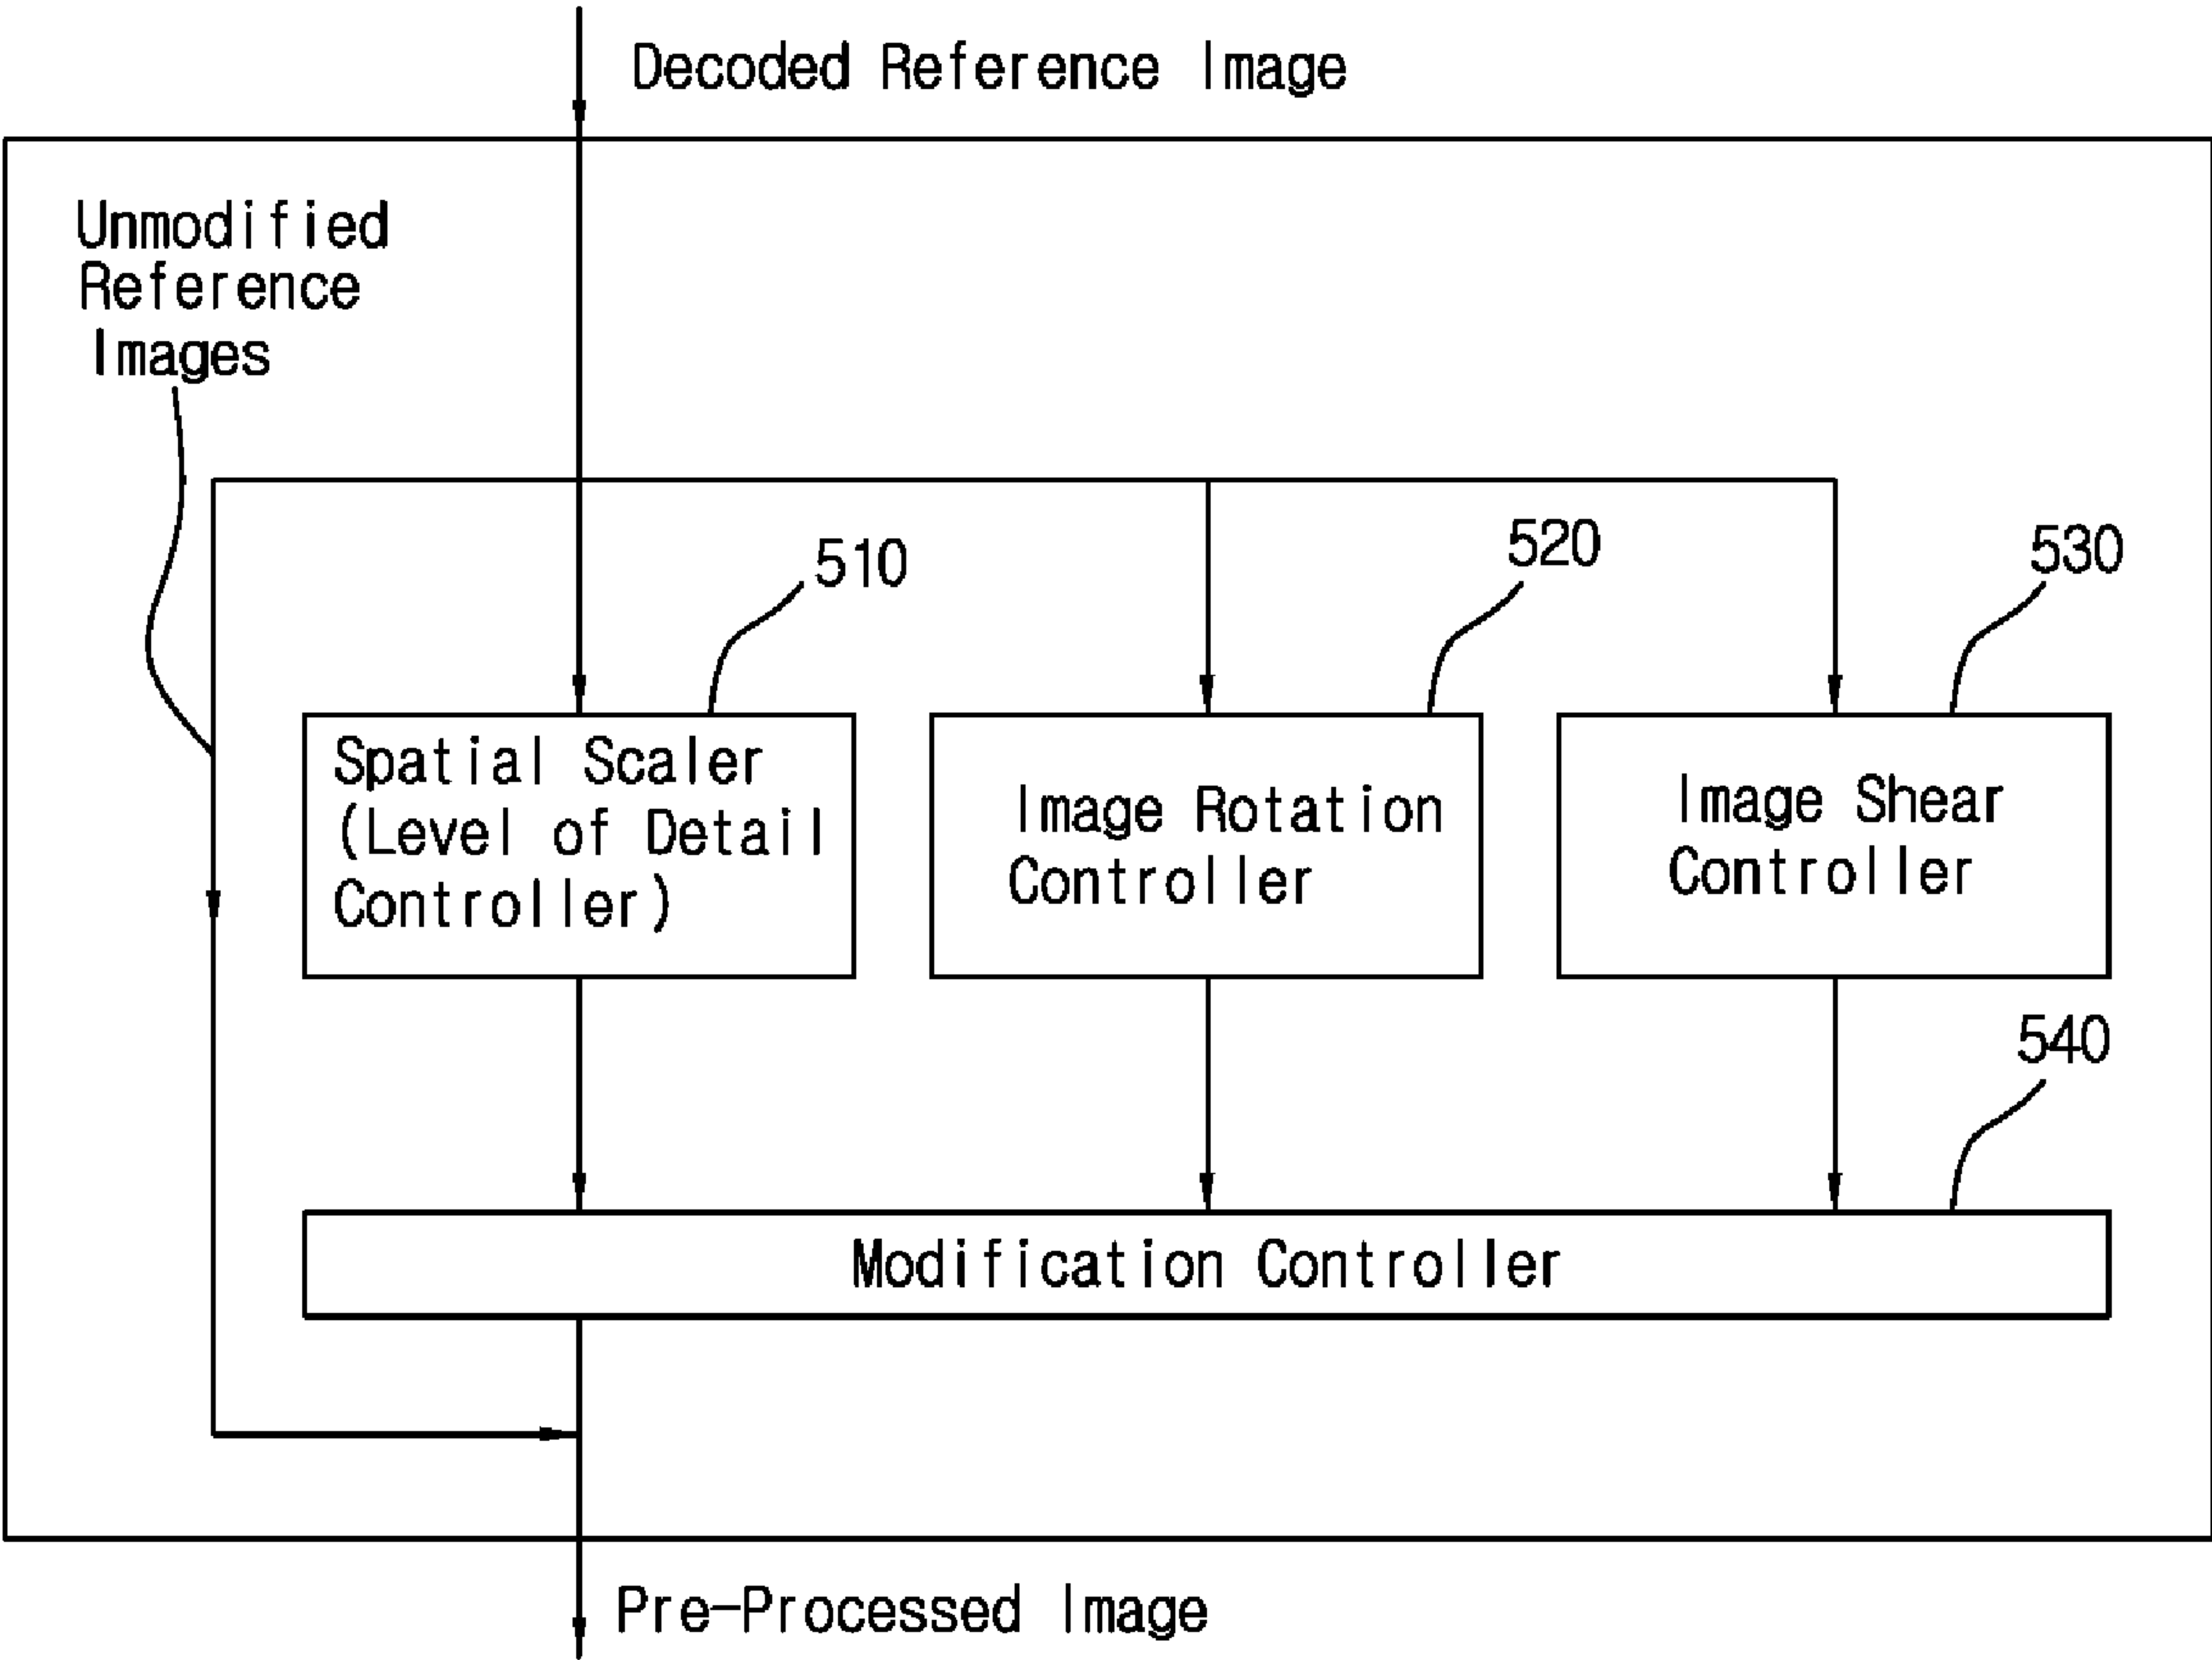 Decoded Reference Image
Unmodified
Reference
Images
510
520
530
Spatial Scaler
(Level of Detail
Controller)
Image Rotation
Controller
Image Shear
Controller
540
Modification Controller
Pre-Processed Image